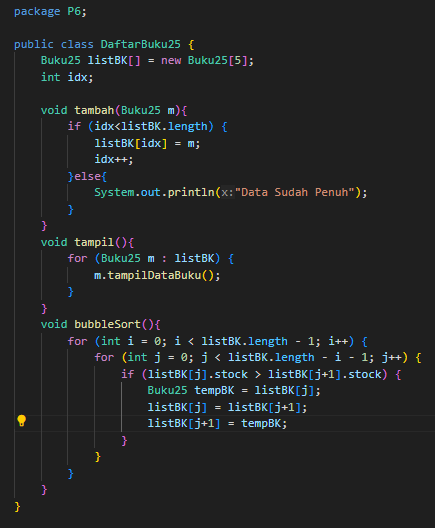 package P6;

public class DaftarBuku25 {
    Buku25 listBK[] = new Buku25[5];
    int idx;

    void tambah(Buku25 m){
        if (idx<listBK.length) {
            listBK[idx] = m;
            idx++;
        }else{
            System.out.println(x:"Data Sudah Penuh");
        }
    }
    void tampil(){
        for (Buku25 m : listBK) {
            m.tampilDataBuku();
        }
    }
    void bubbleSort(){
        for (int i = 0; i < listBK.length - 1; i++) {
            for (int j = 0; j < listBK.length - i - 1; j++) {
                if (listBK[j].stock > listBK[j+1].stock) {
                    Buku25 tempBK = listBK[j];
                    listBK[j] = listBK[j+1];
                    listBK[j+1] = tempBK;
                }
            }
        }
    }
}